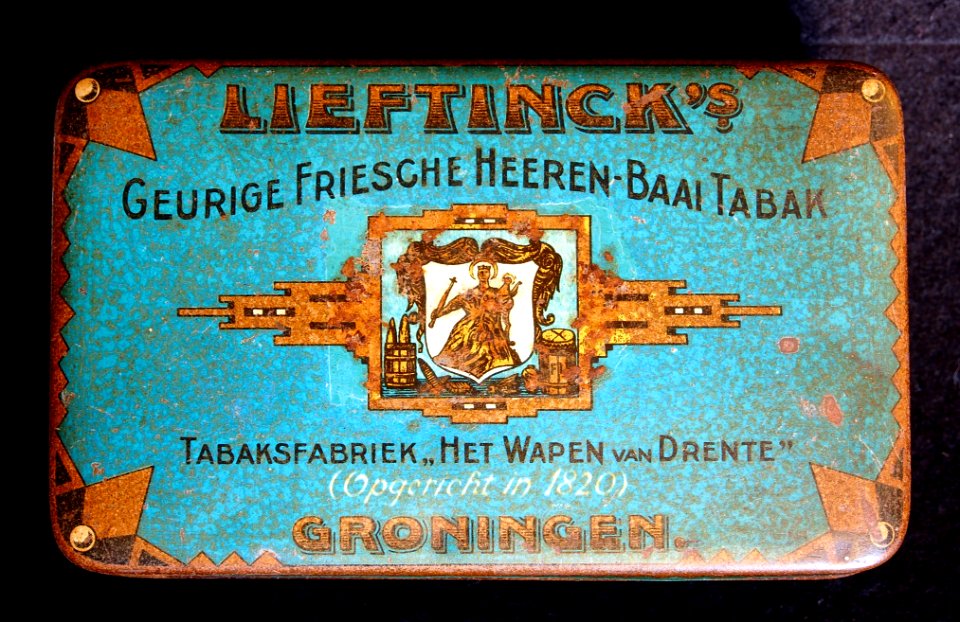 LIEFTINCK's
GEURIGE FRIESCHE HEEREN-BAAI TABAK
TABAKSFABRIEK „HET WAPEN VAN DRENTE”
(Opgericht in 1820)
GRONINGEN.